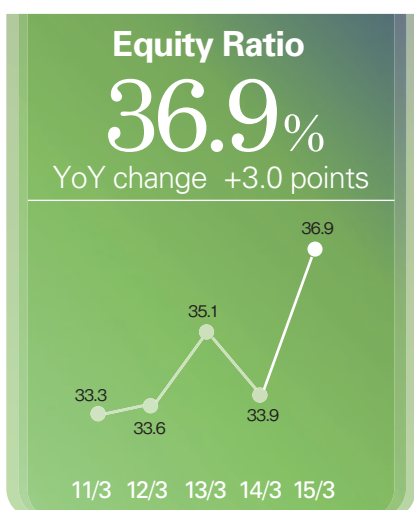 Equity Ratio
36.9%
YoY change +3.0 points
36.9
35.1
33.3
33.6
33.9
11/3 12/3 13/3 14/3 15/3